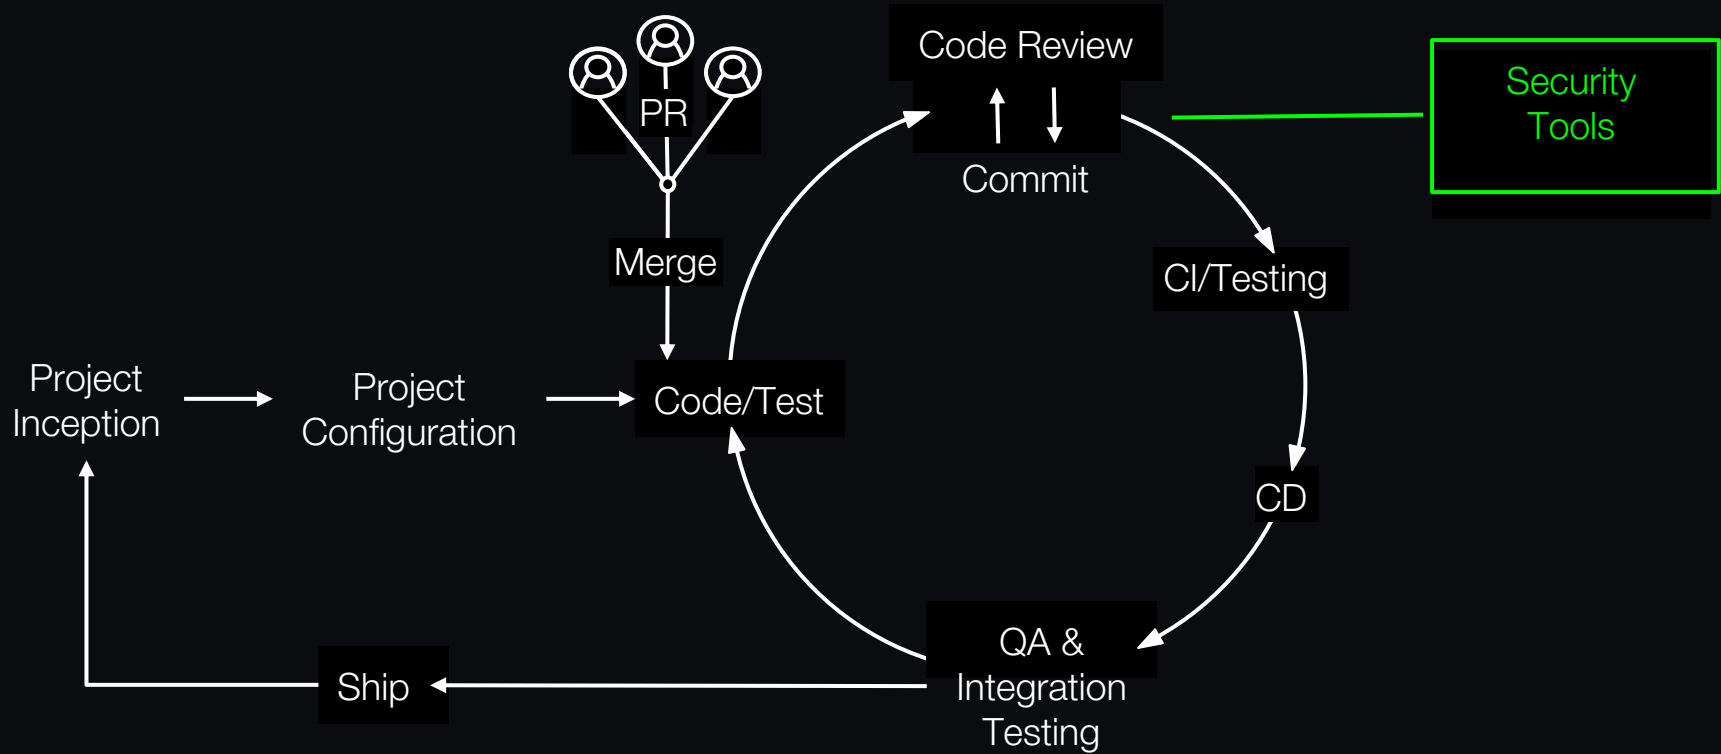 Code Review
Security
Tools
PR
Commit
Merge
CI/Testing
Project
Inception
Project
Configuration
Code/Test
CD
QA &
Integration
Testing
Ship